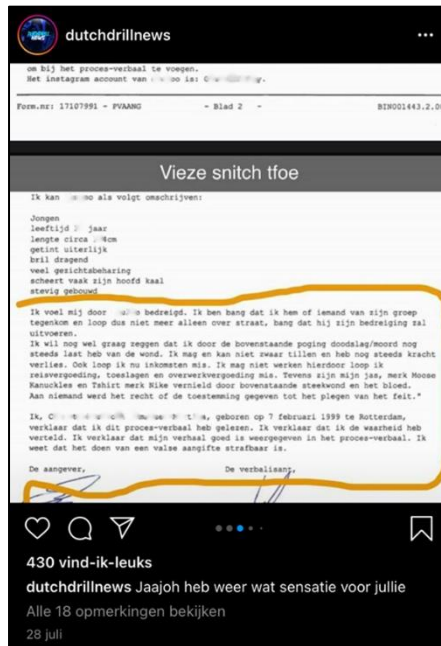 dutchdrillnews
om bij het proces-verbaal te voegen.
Het instagram account van is:
Form.nr: 17107991 - PVAANG - Blad 2 -
Vieze snitch tfoe
Ik kan als volgt omschrijven:
Jongen
leeftijd jaar
lengte circa cm
getint uiterlijk
bril dragend
veel gezichtsbeharing
scheert vaak zijn hoofd kaal
stevig gebouwd
Ik voel mij door bedreigd. Ik ben bang dat ik hem of iemand van zijn groep
tegenkom en loop dus niet meer alleen over straat, bang dat hij zijn bedreiging zal
uitvoeren.
Ik wil nog wel graag zeggen dat ik door de bovenstaande poging doodslag/moord nog
steeds last heb van de wond. Ik mag en kan niet zwaar tillen en heb nog steeds kracht
verlies. Ook loop ik nu inkomsten mis. Ik mag niet werken hierdoor loop ik
reisvergoeding, toeslagen en overwerkvergoeding mis. Tevens zijn mijn jas, merk Moose
Kanuckles en Tshirt merk Nike vernield door bovenstaande steekwond en het bloed.
Aan niemand werd het recht of de toestemming gegeven tot het plegen van het feit."
Ik, geboren op 7 februari 1999 te Rotterdam,
verklaar dat ik dit proces-verbaal heb gelezen. Ik verklaar dat ik de waarheid heb
verteld. Ik verklaar dat mijn verhaal goed is weergegeven in het proces-verbaal. Ik
weet dat het doen van een valse aangifte strafbaar is.
De aangever, De verbalisant,
430 vind-ik-leuks
dutchdrillnews Jaajoh heb weer wat sensatie voor jullie
Alle 18 opmerkingen bekijken
28 juli